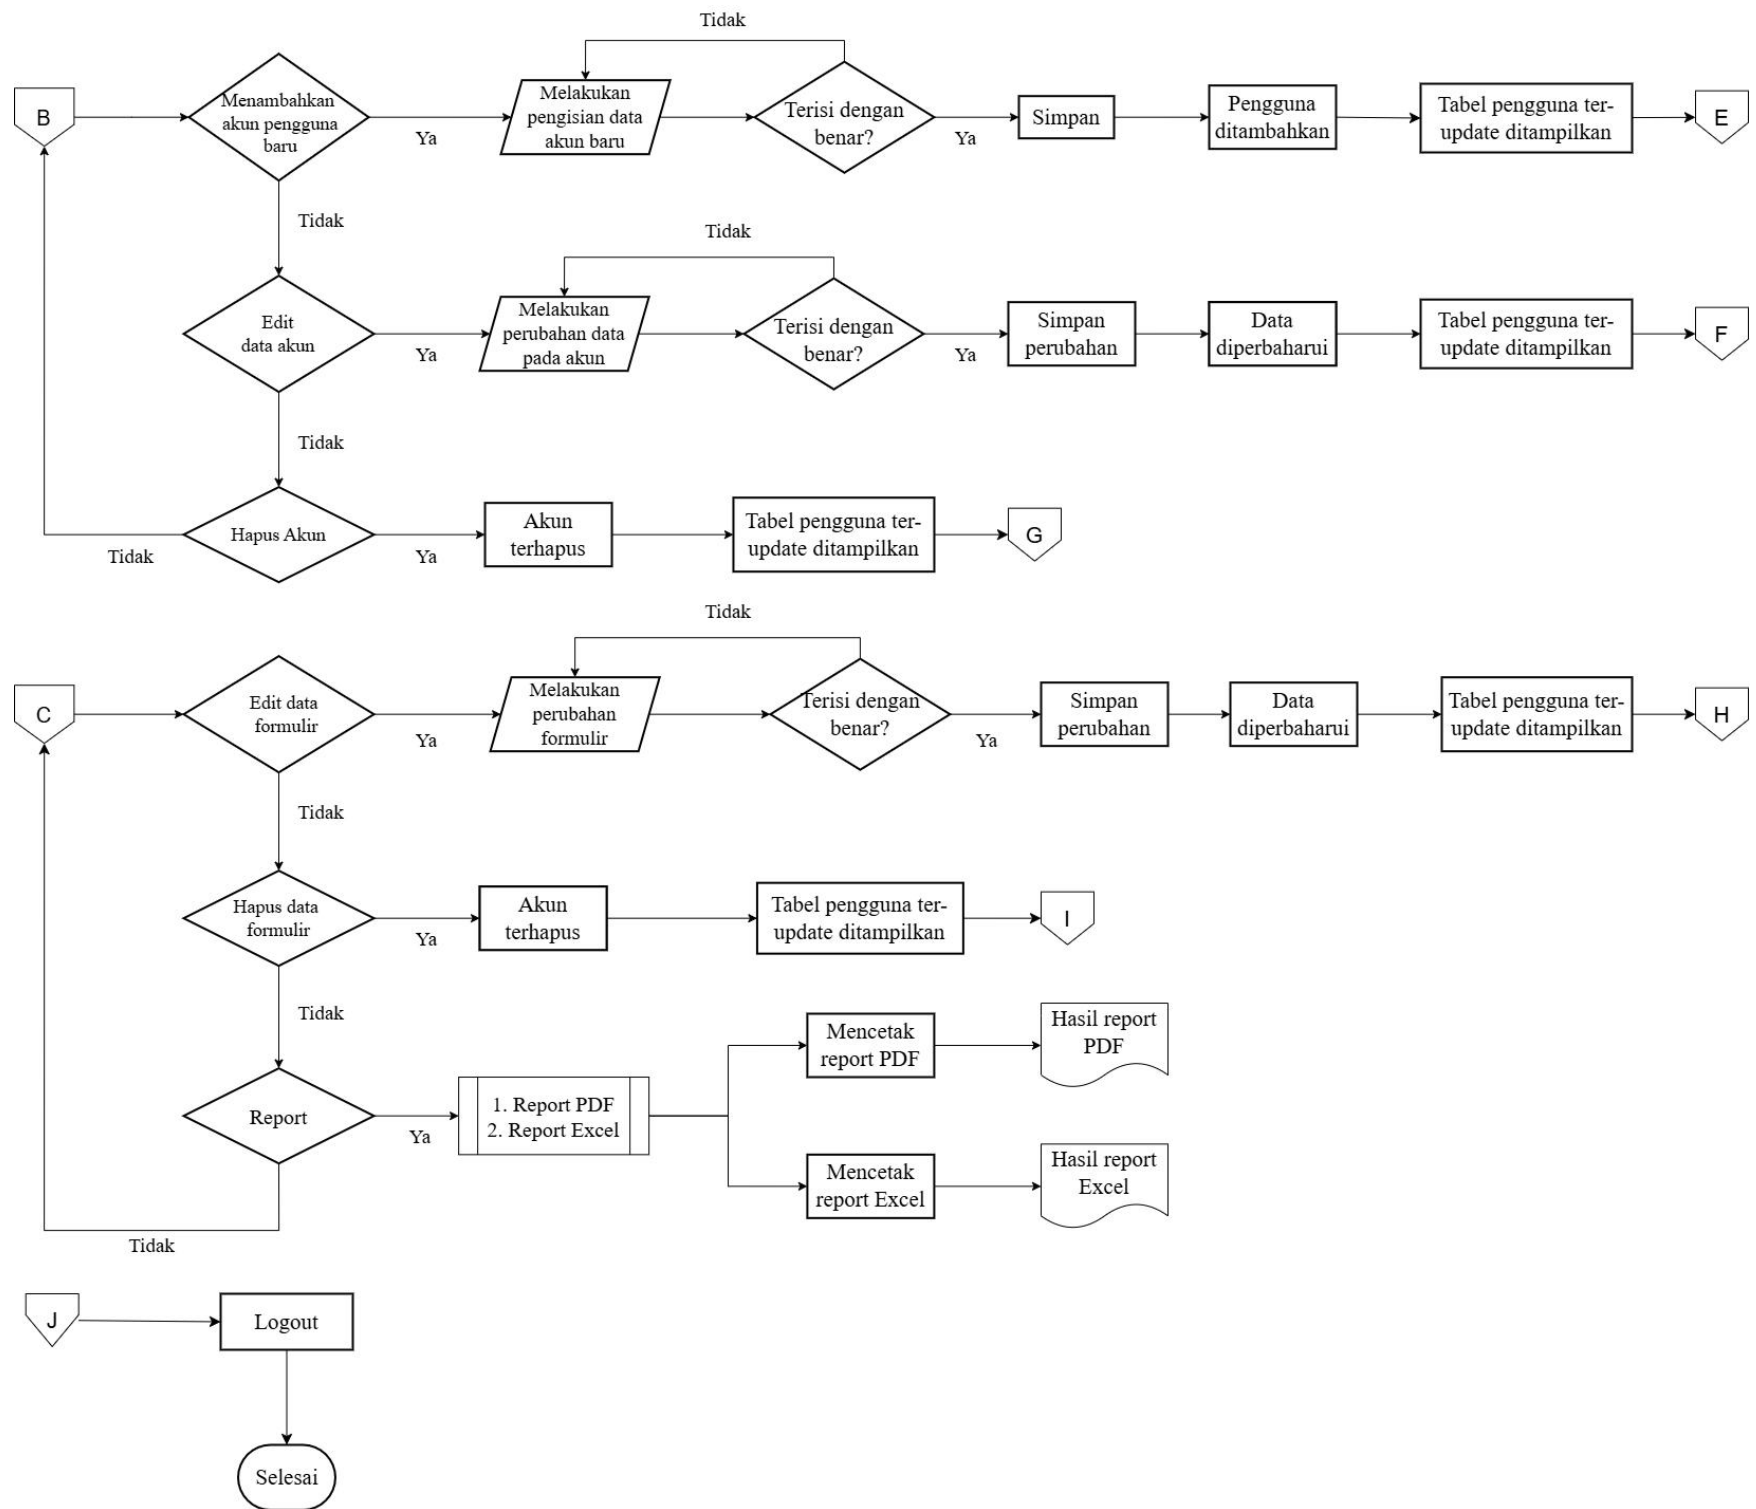 Tidak
B
Menambahkan
akun pengguna
baru
Ya
Melakukan
pengisian data
akun baru
Terisi dengan
benar?
Ya
Simpan
Pengguna
ditambahkan
Tabel pengguna ter-
update ditampilkan
E
Tidak
Tidak
Edit
data akun
Ya
Melakukan
perubahan data
pada akun
Terisi dengan
benar?
Ya
Simpan
perubahan
Data
diperbaharui
Tabel pengguna ter-
update ditampilkan
F
Tidak
Hapus Akun
Tidak
Ya
Akun
terhapus
Tabel pengguna ter-
update ditampilkan
G
Tidak
C
Edit data
formulir
Ya
Melakukan
perubahan
formulir
Terisi dengan
benar?
Ya
Simpan
perubahan
Data
diperbaharui
Tabel pengguna ter-
update ditampilkan
H
Tidak
Hapus data
formulir
Ya
Akun
terhapus
Tabel pengguna ter-
update ditampilkan
I
Tidak
Report
Ya
1. Report PDF
2. Report Excel
Mencetak
report PDF
Hasil report
PDF
Mencetak
report Excel
Hasil report
Excel
Tidak
J
Logout
Selesai